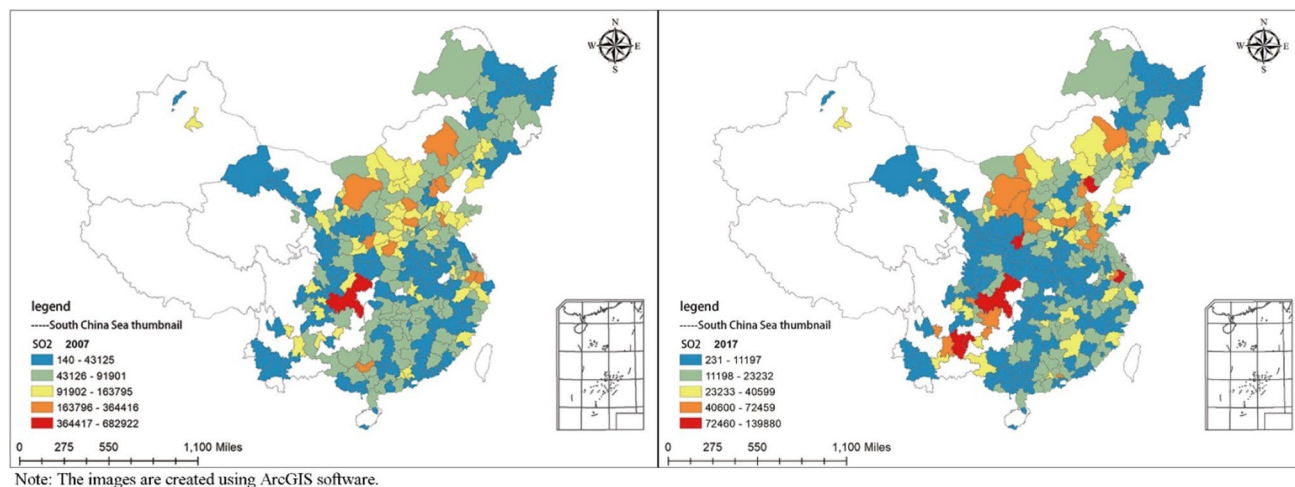 N
W E
S
legend
-----South China Sea thumbnail
SO2 2007
140 - 43125
43126 - 91901
91902 - 163795
163796 - 364416
364417 - 682922
0 275 550 1,100 Miles
N
W E
S
legend
-----South China Sea thumbnail
SO2 2017
231 - 11197
11198 - 23232
23233 - 40599
40600 - 72459
72460 - 139880
0 275 550 1,100 Miles
Note: The images are created using ArcGIS software.